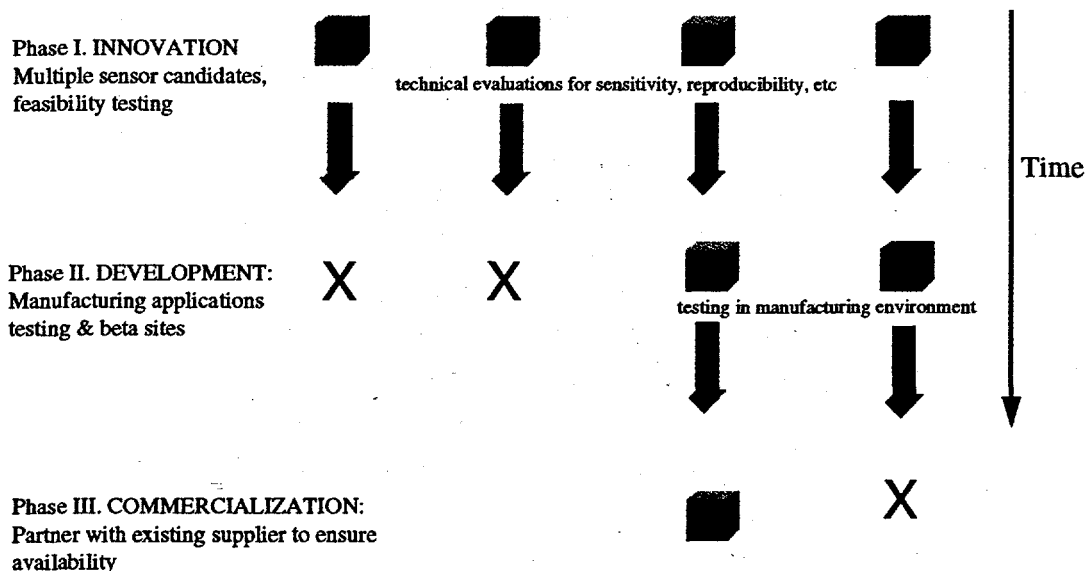 Phase I. INNOVATION
Multiple sensor candidates,
feasibility testing
technical evaluations for sensitivity, reproducibility, etc
Time
Phase II. DEVELOPMENT:
Manufacturing applications
testing & beta sites
X
X
testing in manufacturing environment
Phase III. COMMERCIALIZATION:
Partner with existing supplier to ensure
availability
X